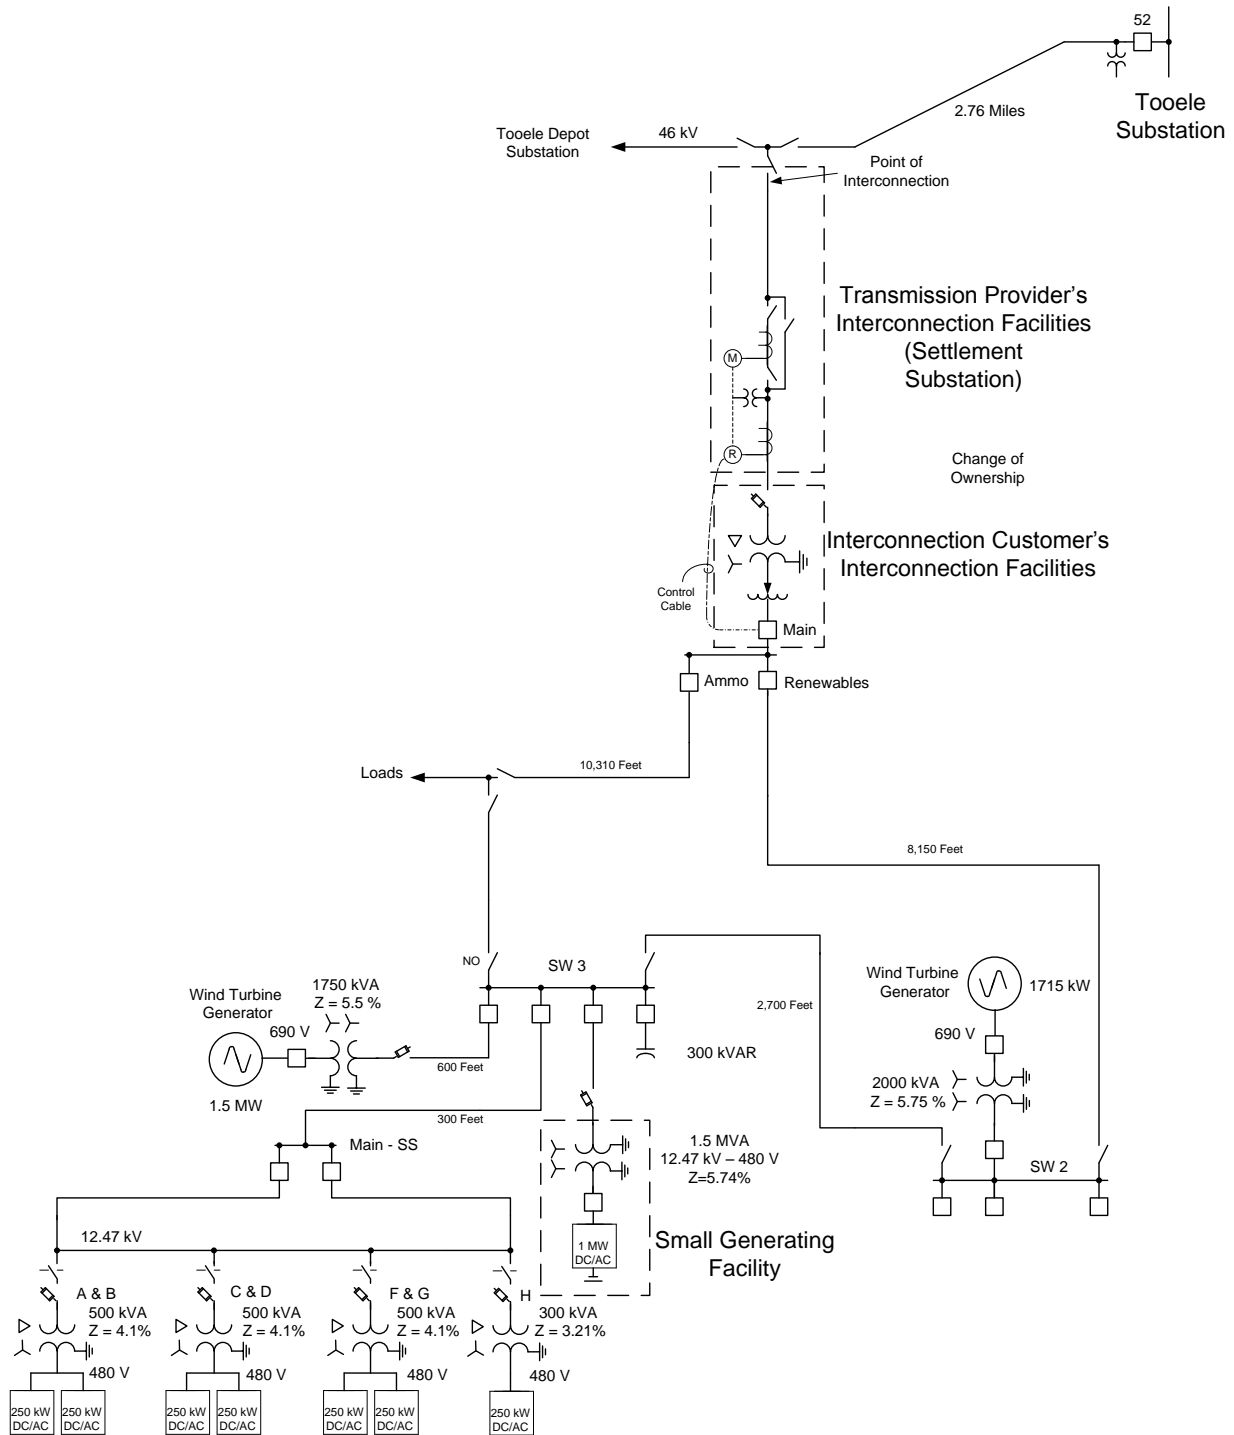 52
Tooele
Substation
2.76 Miles
46 kV
Tooele Depot
Substation
Point of
Interconnection
Transmission Provider's
Interconnection Facilities
(Settlement
Substation)
M
R
Change of
Ownership
Interconnection Customer's
Interconnection Facilities
Control
Cable
Main
Ammo
Renewables
Loads
10,310 Feet
8,150 Feet
NO
SW 3
1750 kVA
Z = 5.5 %
Wind Turbine
Generator
690 V
1.5 MW
600 Feet
300 kVAR
2,700 Feet
Wind Turbine
Generator
1715 kW
690 V
2000 kVA
Z = 5.75 %
SW 2
300 Feet
Main - SS
1.5 MVA
12.47 kV – 480 V
Z=5.74%
1 MW
DC/AC
Small Generating
Facility
12.47 kV
A & B
500 kVA
Z = 4.1%
480 V
C & D
500 kVA
Z = 4.1%
480 V
F & G
500 kVA
Z = 4.1%
480 V
H
300 kVA
Z = 3.21%
480 V
250 kW
DC/AC
250 kW
DC/AC
250 kW
DC/AC
250 kW
DC/AC
250 kW
DC/AC
250 kW
DC/AC
250 kW
DC/AC